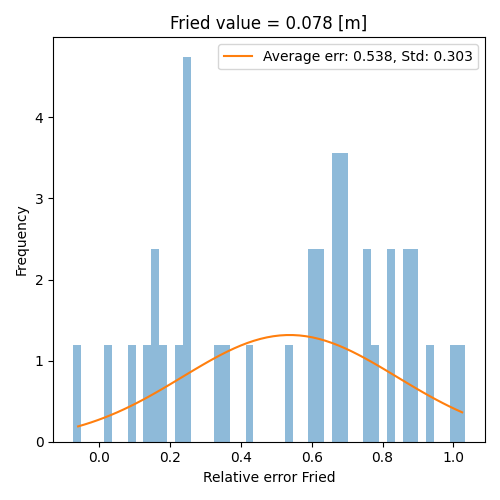 Fried value = 0.078 [m]
Average err: 0.538, Std: 0.303
4
3
2
1
0
Frequency
0.0 0.2 0.4 0.6 0.8 1.0
Relative error Fried